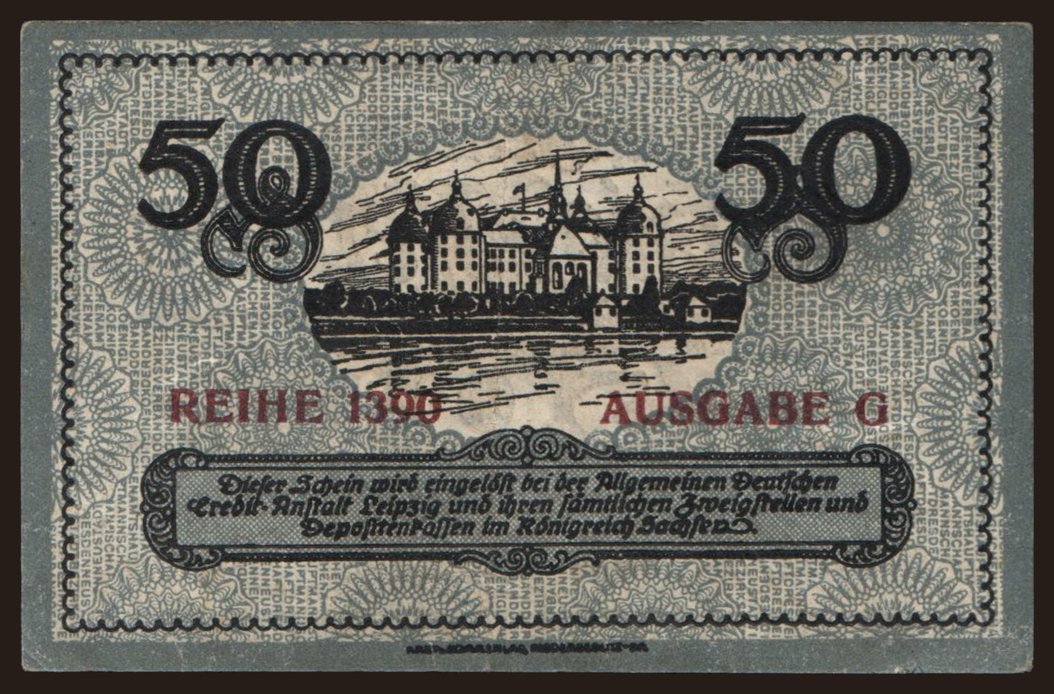 50 50
REIHE 1390 AUSGABE G
Dieser Schein wird eingelöst bei der Allgemeinen Deutschen
Credit-Anstalt Leipzig und ihren sämtlichen Zweigstellen und
Depositenkassen im Königreich Sachsen